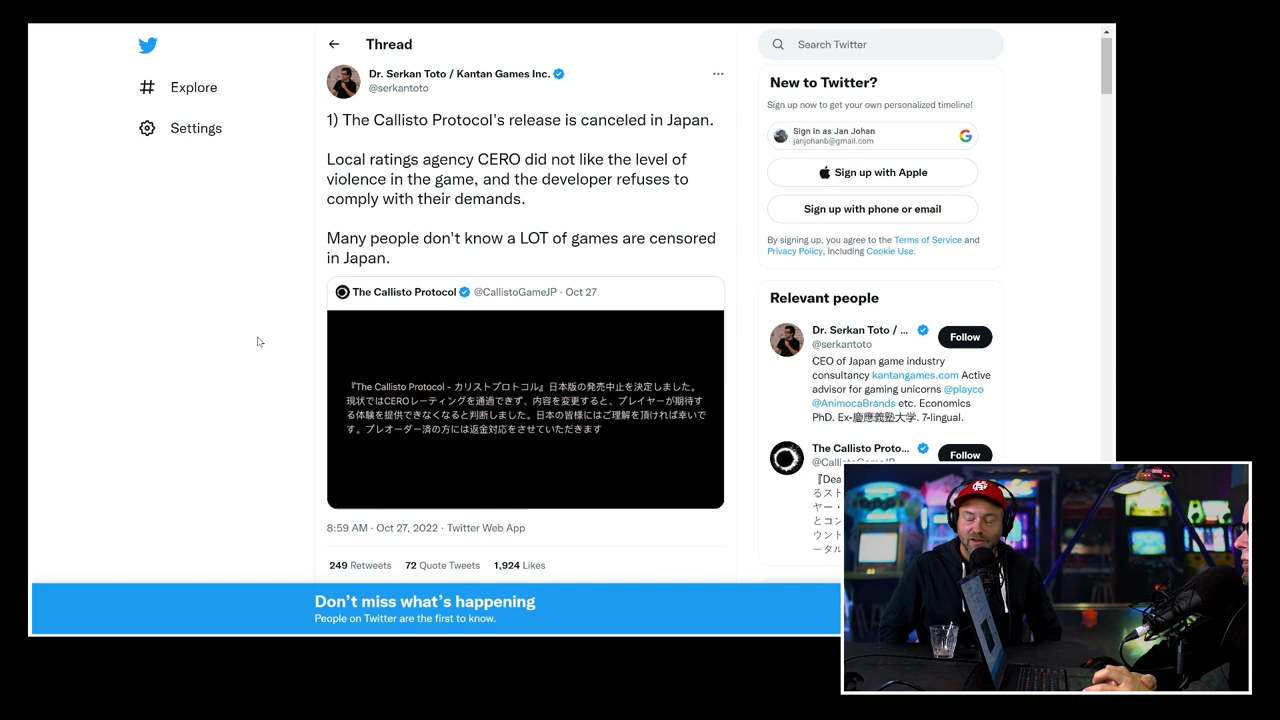 Explore
Settings
Thread
Dr. Serkan Toto / Kantan Games Inc.
@serkantoto
1) The Callisto Protocol's release is canceled in Japan.
Local ratings agency CERO did not like the level of
violence in the game, and the developer refuses to
comply with their demands.
Many people don't know a LOT of games are censored
in Japan.
The Callisto Protocol @CallistoGameJP · Oct 27
『The Callisto Protocol - カリストプロトコル』日本版の発売中止を決定しました。
現状ではCEROレーティングを通過できず、内容を変更すると、プレイヤーが期待す
る体験を提供できなくなると判断しました。日本の皆様にはご理解を頂ければ幸いで
す。プレオーダー済の方には返金対応をさせていただきます
8:59 AM · Oct 27, 2022 · Twitter Web App
249 Retweets 72 Quote Tweets 1,924 Likes
Search Twitter
New to Twitter?
Sign up now to get your own personalized timeline!
Sign in as Jan Johan
janjohanb@gmail.com
Sign up with Apple
Sign up with phone or email
By signing up, you agree to the Terms of Service and
Privacy Policy, including Cookie Use.
Relevant people
Dr. Serkan Toto / ...
@serkantoto
Follow
CEO of Japan game industry
consultancy kantangames.com Active
advisor for gaming unicorns @playco
@AnimocaBrands etc. Economics
PhD. Ex-慶應義塾大学. 7-lingual.
The Callisto Proto...
Follow
『Dea
るスト
ヤー・
とコン
ウント
ータル
Don't miss what's happening
People on Twitter are the first to know.